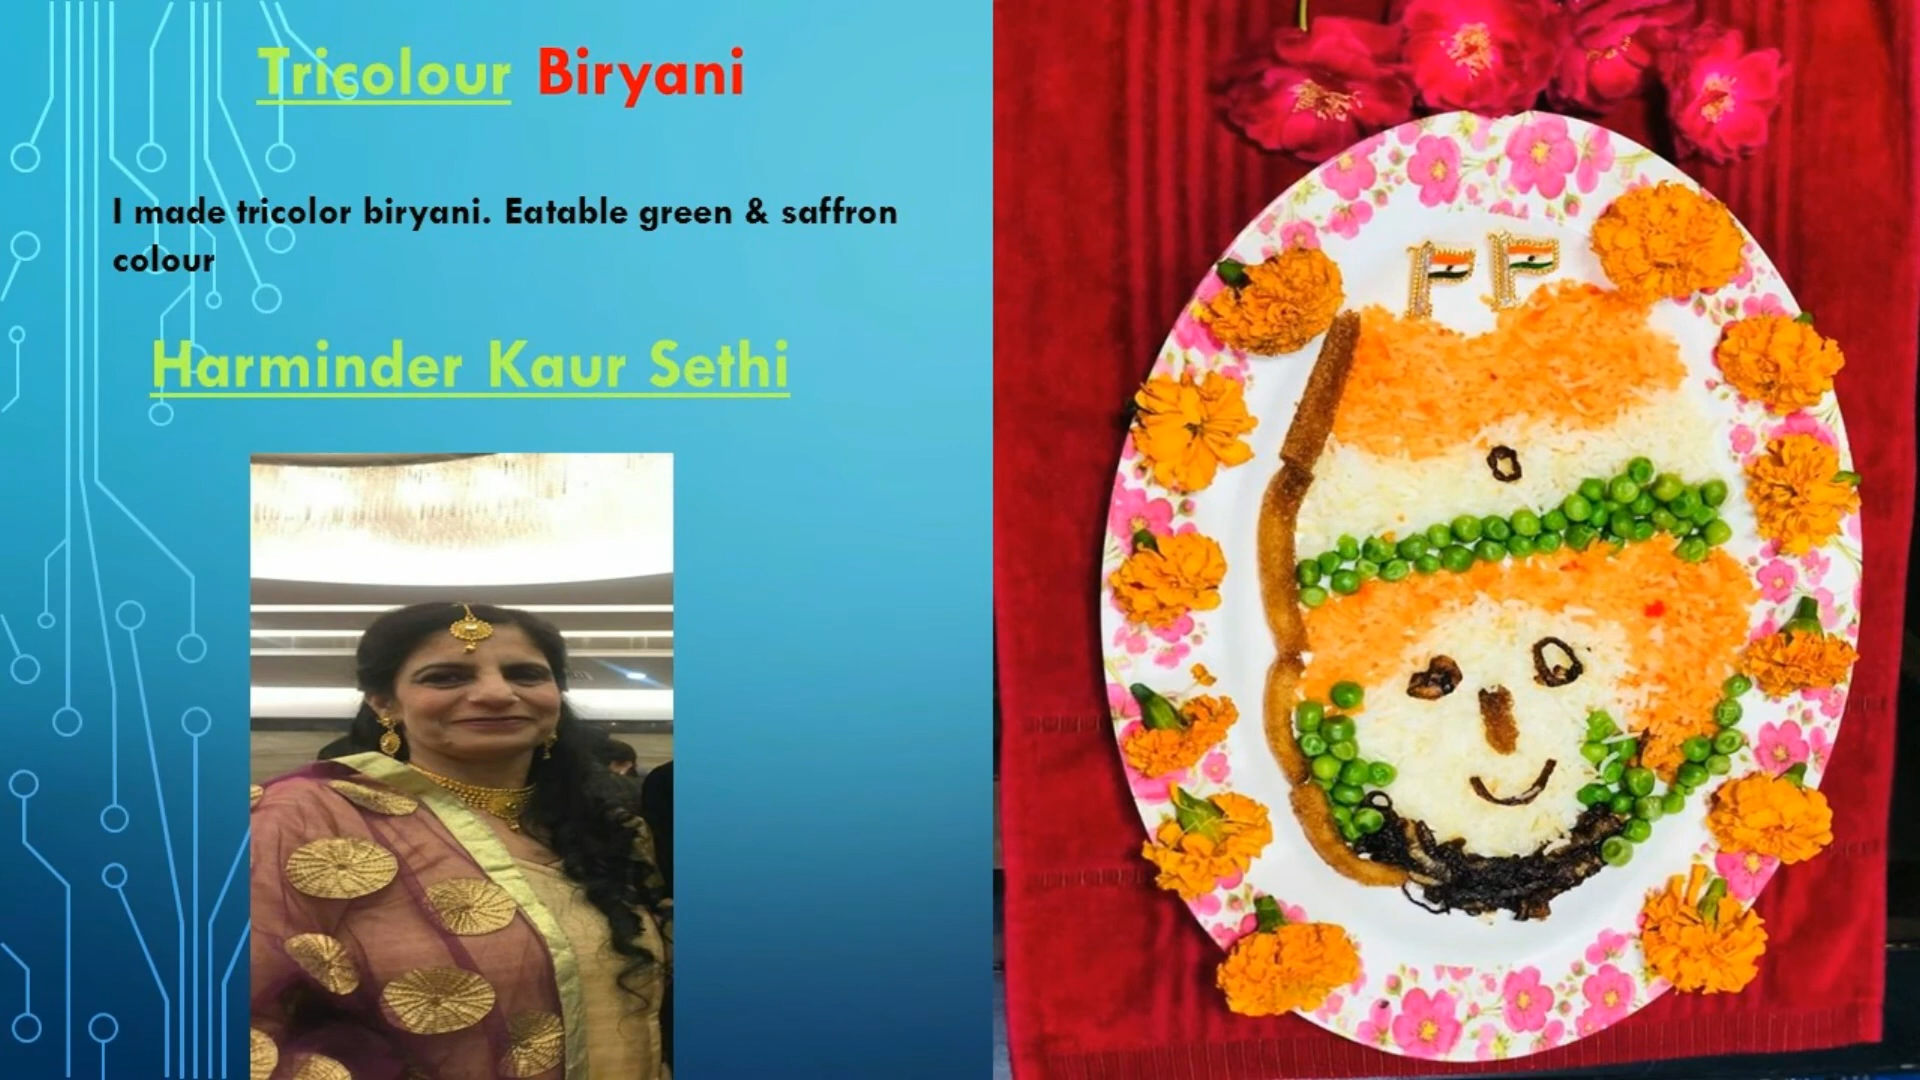 Tricolour Biryani
I made tricolor biryani. Eatable green & saffron
colour
Harminder Kaur Sethi